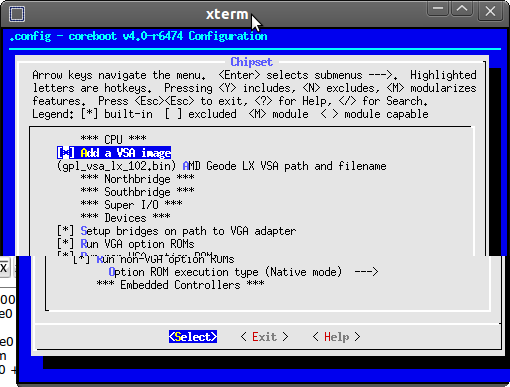 xterm
.config - coreboot v4.0-r6474 Configuration
Chipset
Arrow keys navigate the menu.  <Enter> selects submenus --->.  Highlighted
letters are hotkeys.  Pressing <Y> includes, <N> excludes, <M> modularizes
features.  Press <Esc><Esc> to exit, <?> for Help, </> for Search.
Legend: [*] built-in  [ ] excluded  <M> module  < > module capable
*** CPU ***
[*] Add a VSA image
(gpl_vsa_lx_102.bin) AMD Geode LX VSA path and filename
*** Northbridge ***
*** Southbridge ***
*** Super I/O ***
*** Devices ***
[*] Setup bridges on path to VGA adapter
[*] Run VGA option ROMs
[*] Run non-VGA option ROMs
Option ROM execution type (Native mode)  --->
*** Embedded Controllers ***
X
00
e0
e0
m
0 +
<Select>    < Exit >    < Help >